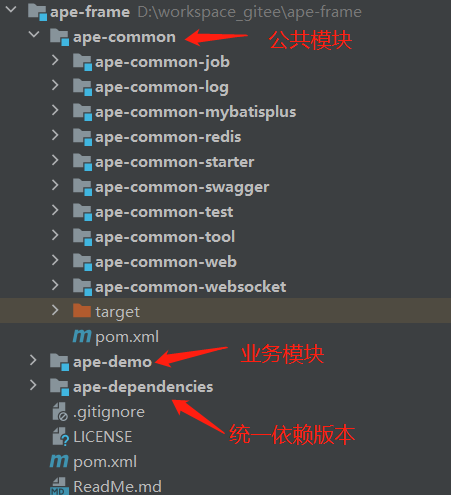 ape-frame D:\workspace_gitee\ape-frame
ape-common 公共模块
ape-common-job
ape-common-log
ape-common-mybatisplus
ape-common-redis
ape-common-starter
ape-common-swagger
ape-common-test
ape-common-tool
ape-common-web
ape-common-websocket
target
m pom.xml
ape-demo 业务模块
ape-dependencies
.gitignore 统一依赖版本
LICENSE
m pom.xml
MD ReadMe.md